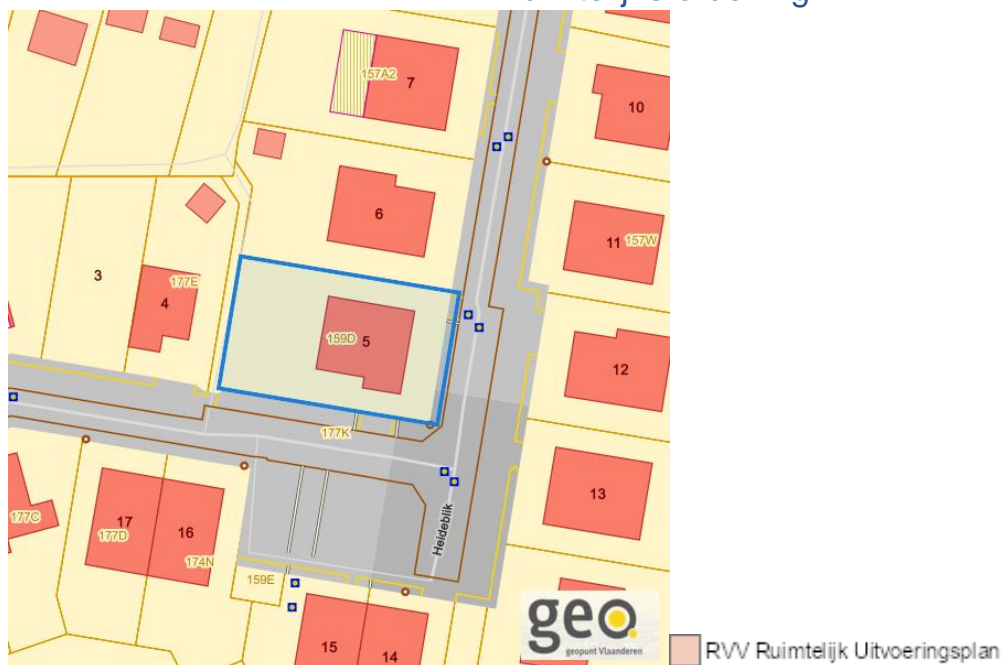 157A2
7
10
6
11 157W
3
177E
4
159D 5
12
177K
13
177C
17
177D
16
174N
Heideblik
159E
15
14
geo
geopunt Vlaanderen
RVV Ruimtelijk Uitvoeringsplan